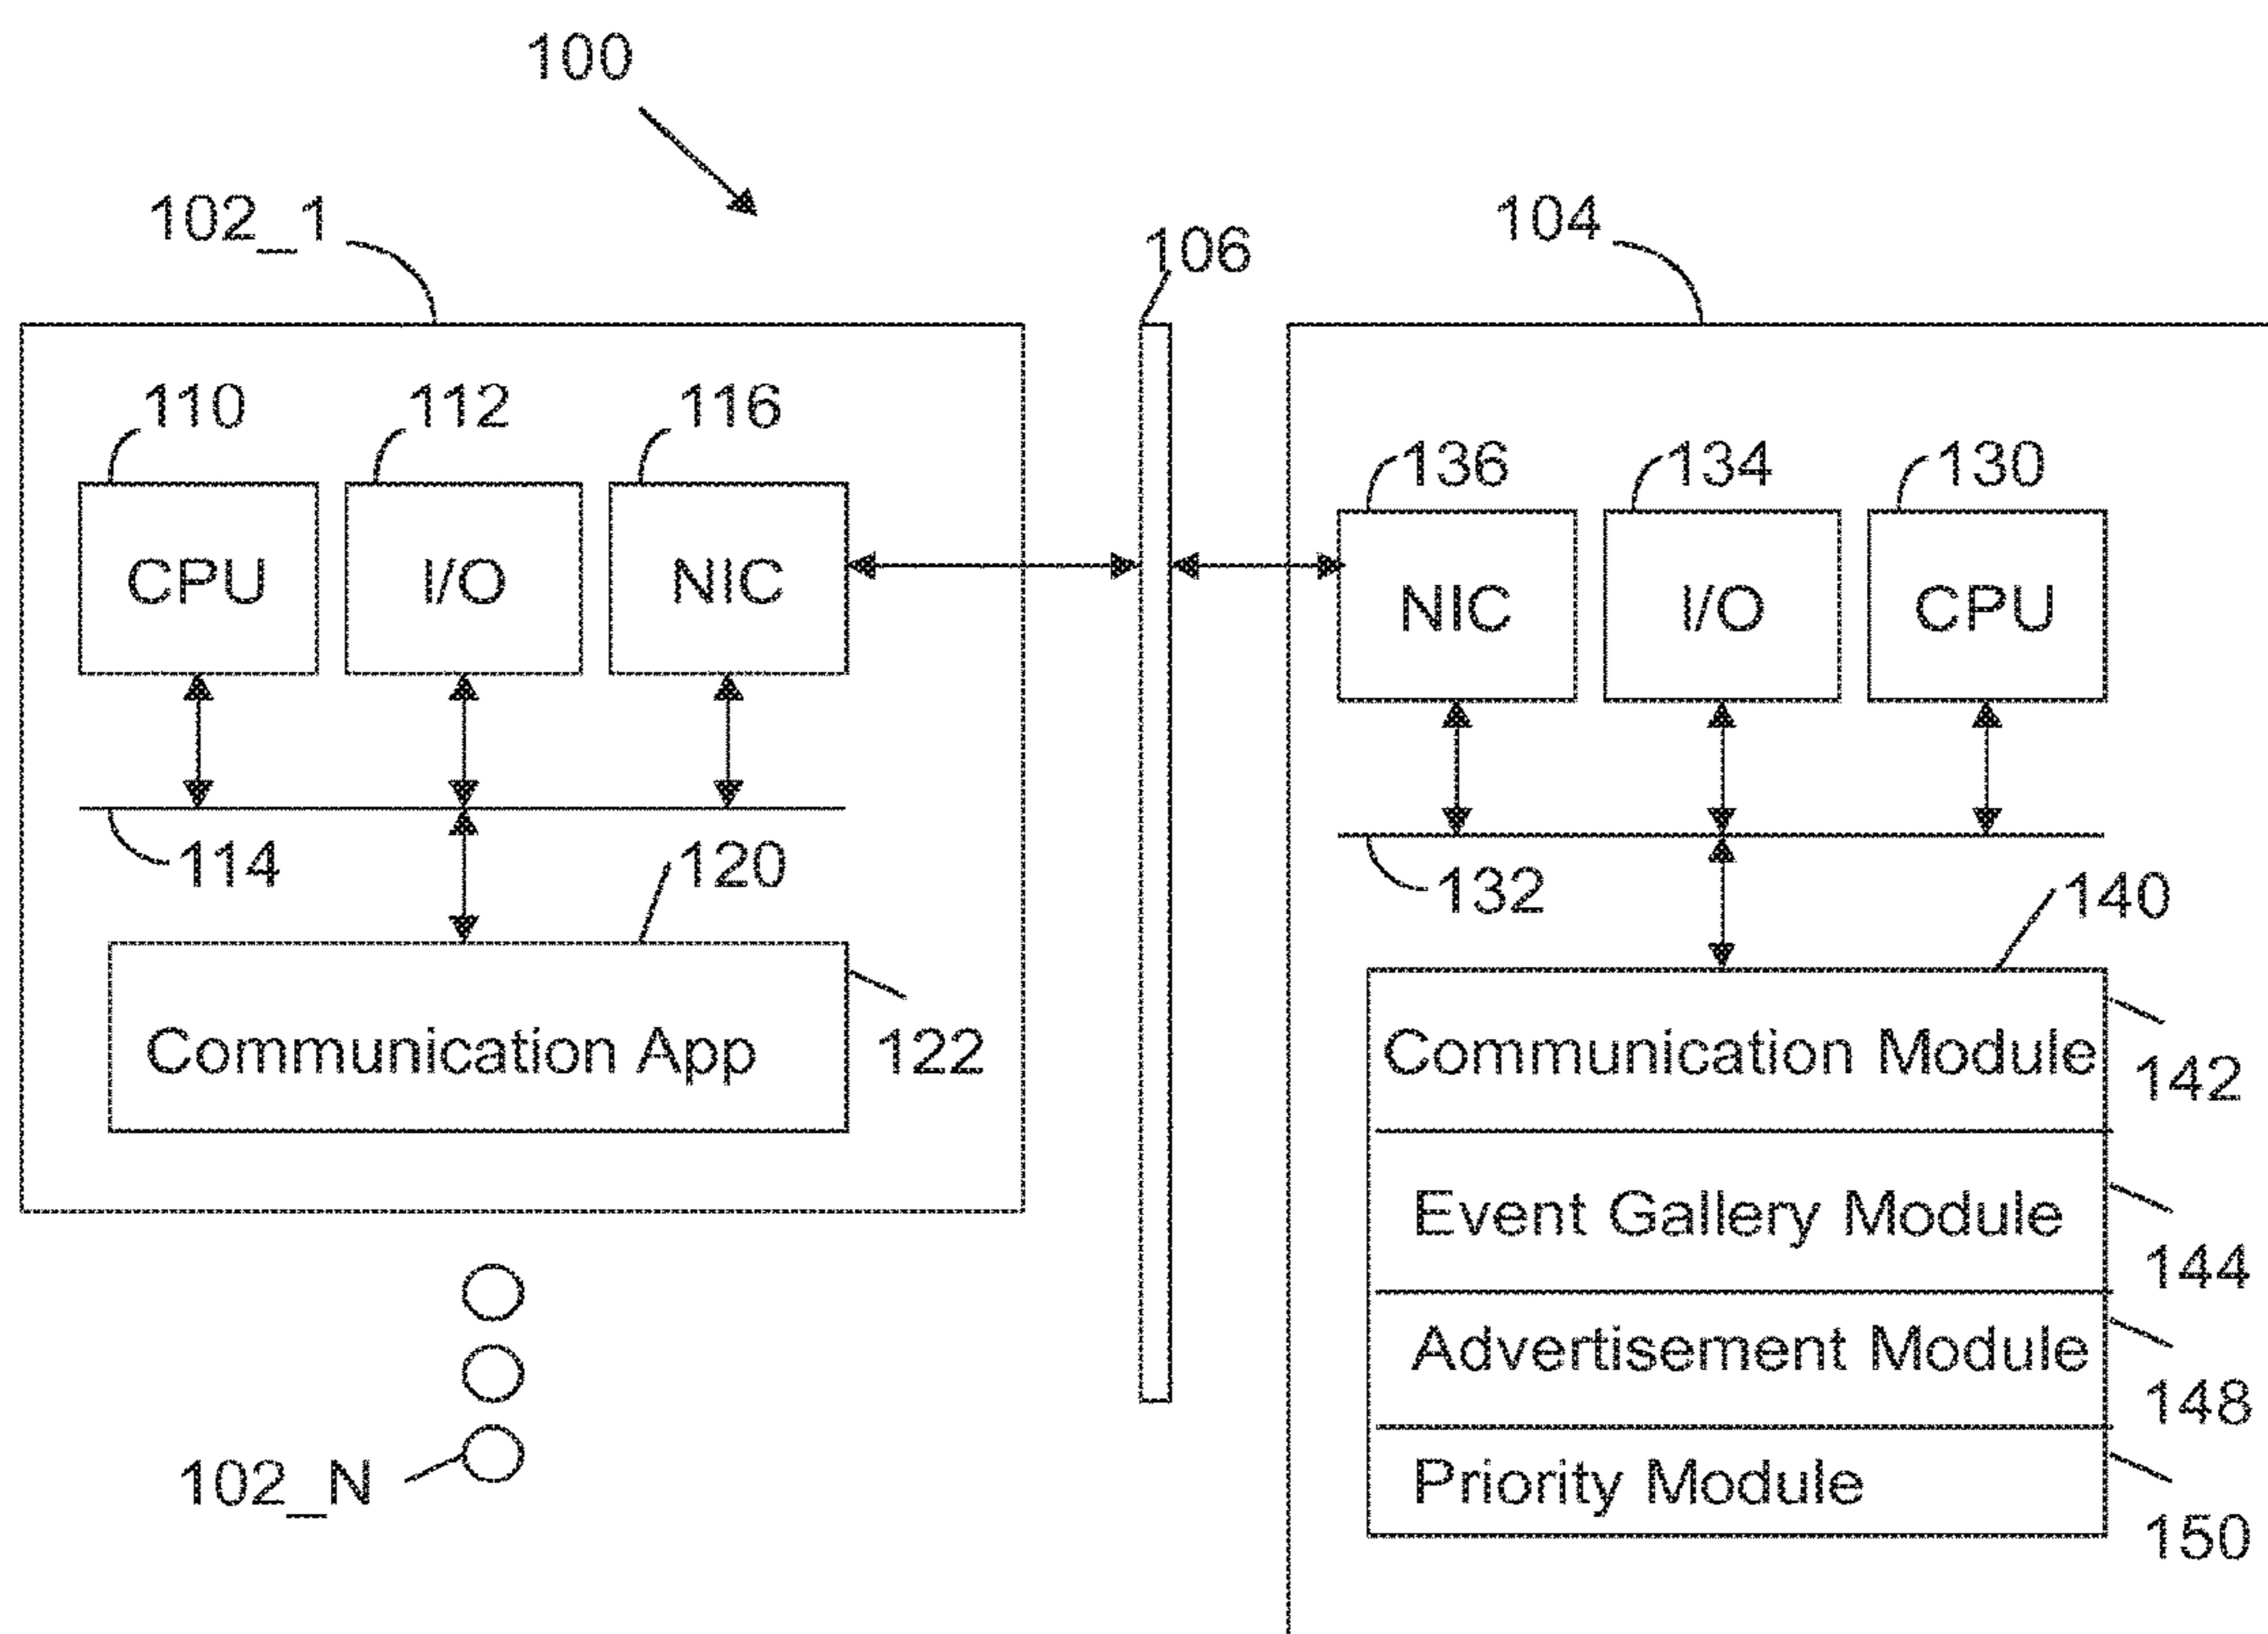 100
102_1
106
104
110
112
116
136
134
130
CPU
I/O
NIC
NIC
I/O
CPU
114
120
132
140
Communication App
122
Communication Module
142
Event Gallery Module
144
Advertisement Module
148
102_N
Priority Module
150